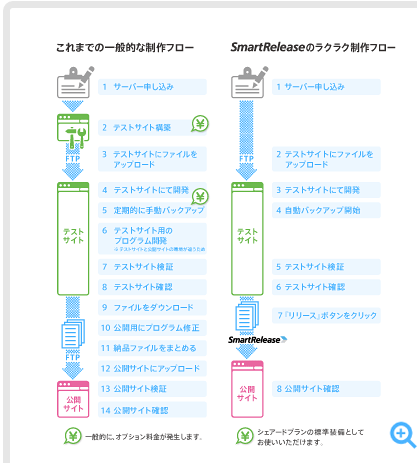 これまでの一般的な制作フロー
1 サーバー申し込み
2 テストサイト構築
¥
FTP
3 テストサイトにファイルを
アップロード
4 テストサイトにて開発
¥
5 定期的に手動バックアップ
テスト
サイト
6 テストサイト用の
プログラム開発
※テストサイトと公開サイトの環境が違うため
7 テストサイト検証
8 テストサイト確認
9 ファイルをダウンロード
10 公開用にプログラム修正
11 納品ファイルをまとめる
FTP
12 公開サイトにアップロード
13 公開サイト検証
公開
サイト
14 公開サイト確認
¥ 一般的に、オプション料金が発生します。
SmartReleaseのラクラク制作フロー
1 サーバー申し込み
FTP
2 テストサイトにファイルを
アップロード
3 テストサイトにて開発
4 自動バックアップ開始
テスト
サイト
5 テストサイト検証
6 テストサイト確認
7 「リリース」ボタンをクリック
SmartRelease
公開
サイト
8 公開サイト確認
¥ シェアードプランの標準装備として
お使いいただけます。